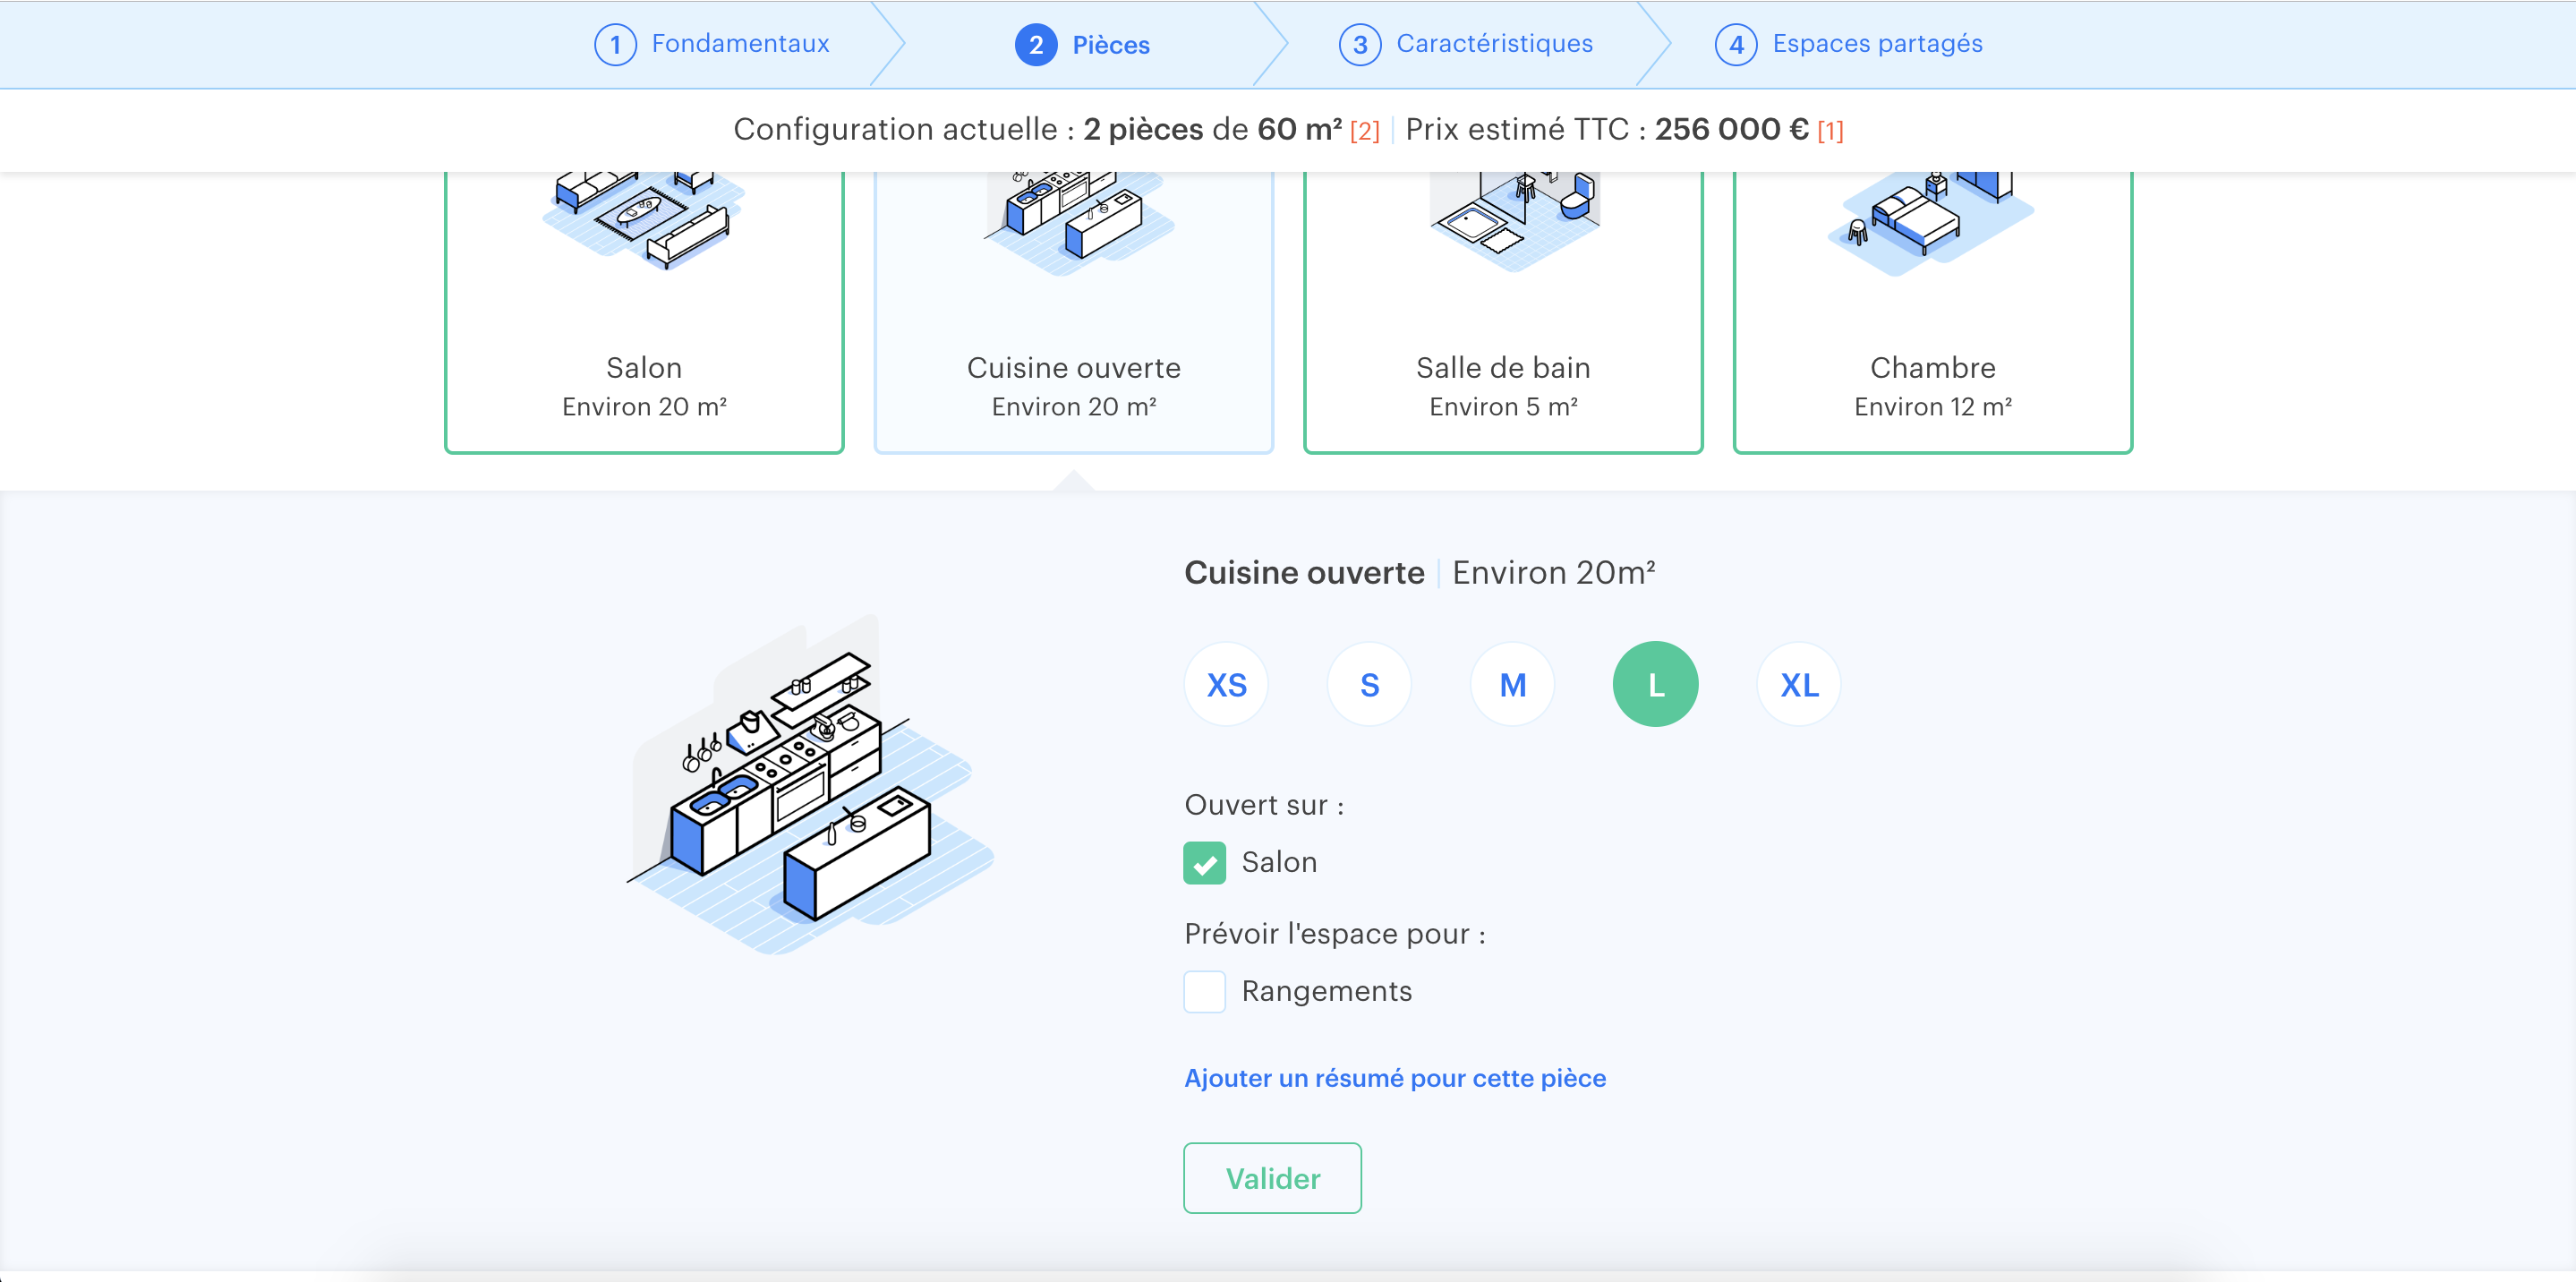 1 Fondamentaux
2 Pièces
3 Caractéristiques
4 Espaces partagés
Configuration actuelle : 2 pièces de 60 m² [2] Prix estimé TTC : 256 000 € [1]
Salon
Environ 20 m²
Cuisine ouverte
Environ 20 m²
Salle de bain
Environ 5 m²
Chambre
Environ 12 m²
Cuisine ouverte Environ 20m²
XS S M L XL
Ouvert sur :
Salon
Prévoir l'espace pour :
Rangements
Ajouter un résumé pour cette pièce
Valider